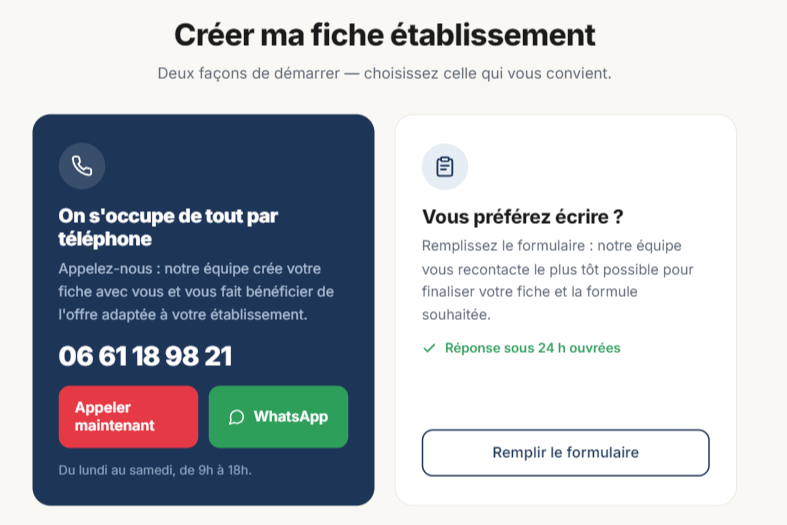 Créer ma fiche établissement
Deux façons de démarrer — choisissez celle qui vous convient.
On s'occupe de tout par
téléphone
Appelez-nous : notre équipe crée votre
fiche avec vous et vous fait bénéficier de
l'offre adaptée à votre établissement.
06 61 18 98 21
Appeler
maintenant
WhatsApp
Du lundi au samedi, de 9h à 18h.
Vous préférez écrire ?
Remplissez le formulaire : notre équipe
vous recontacte le plus tôt possible pour
finaliser votre fiche et la formule
souhaitée.
Réponse sous 24 h ouvrées
Remplir le formulaire